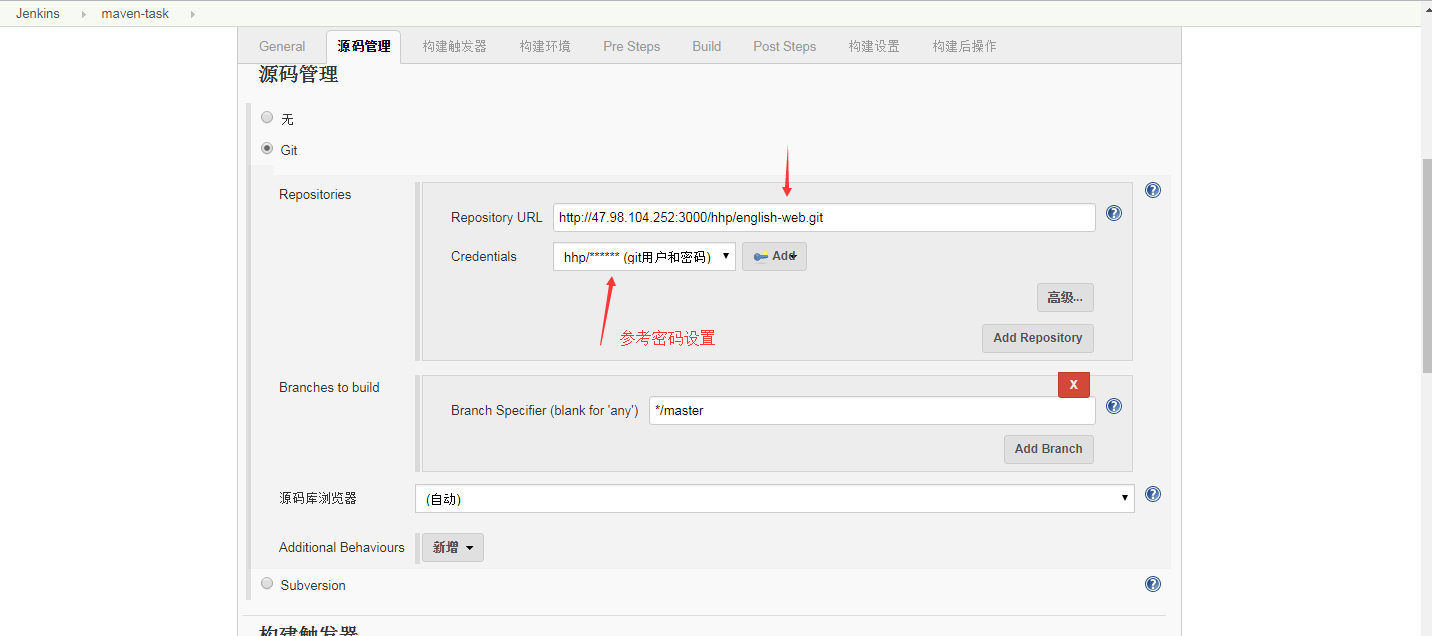 Jenkins maven-task
General 源码管理 构建触发器 构建环境 Pre Steps Build Post Steps 构建设置 构建后操作
源码管理
无
Git
Repositories
Repository URL http://47.98.104.252:3000/hhp/english-web.git
Credentials hhp/****** (git用户和密码) Add
高级...
参考密码设置
Add Repository
Branches to build
X
Branch Specifier (blank for 'any') */master
Add Branch
源码库浏览器 (自动)
Additional Behaviours 新增
Subversion
构建触发器